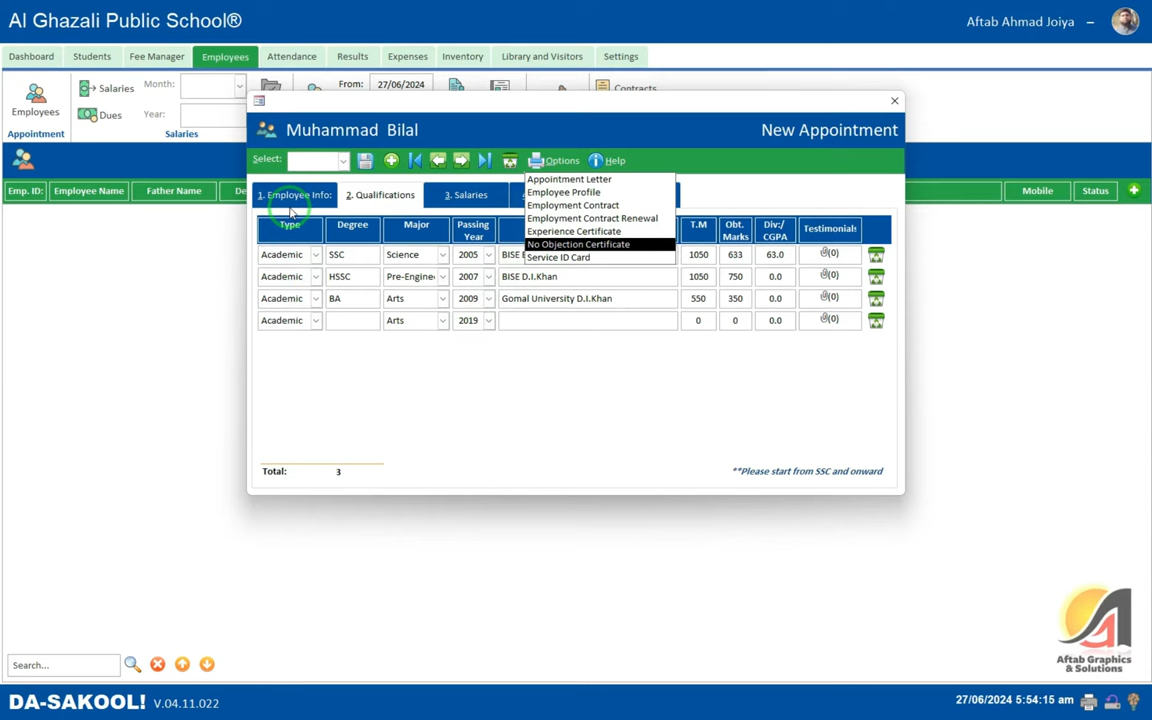 Al Ghazali Public School®
Aftab Ahmad Joiya –
Dashboard Students Fee Manager Employees Attendance Results Expenses Inventory Library and Visitors Settings
Employees
Appointment
Salaries
Dues
Month:
Year:
Salaries
From: 27/06/2024
Contracts
Muhammad Bilal
New Appointment
Select:
Options
Help
Appointment Letter
Employee Profile
Employment Contract
Employment Contract Renewal
Experience Certificate
No Objection Certificate
Service ID Card
Emp. ID: Employee Name Father Name
Mobile Status
1. Employee Info: 2. Qualifications 3. Salaries
Type Degree Major Passing Year T.M Obt. Marks Div:/ CGPA Testimonials
Academic SSC Science 2005 1050 633 63.0 (0)
Academic HSSC 2007 BISE D.I.Khan 1050 750 0.0 (0)
Academic BA Arts 2009 Gomal University D.I.Khan 550 350 0.0 (0)
Academic Arts 2019 0 0 0.0 (0)
Total: 3
**Please start from SSC and onward
Search...
Aftab Graphics
& Solutions
DA-SAKOOL! V.04.11.022
27/06/2024 5:54:15 am